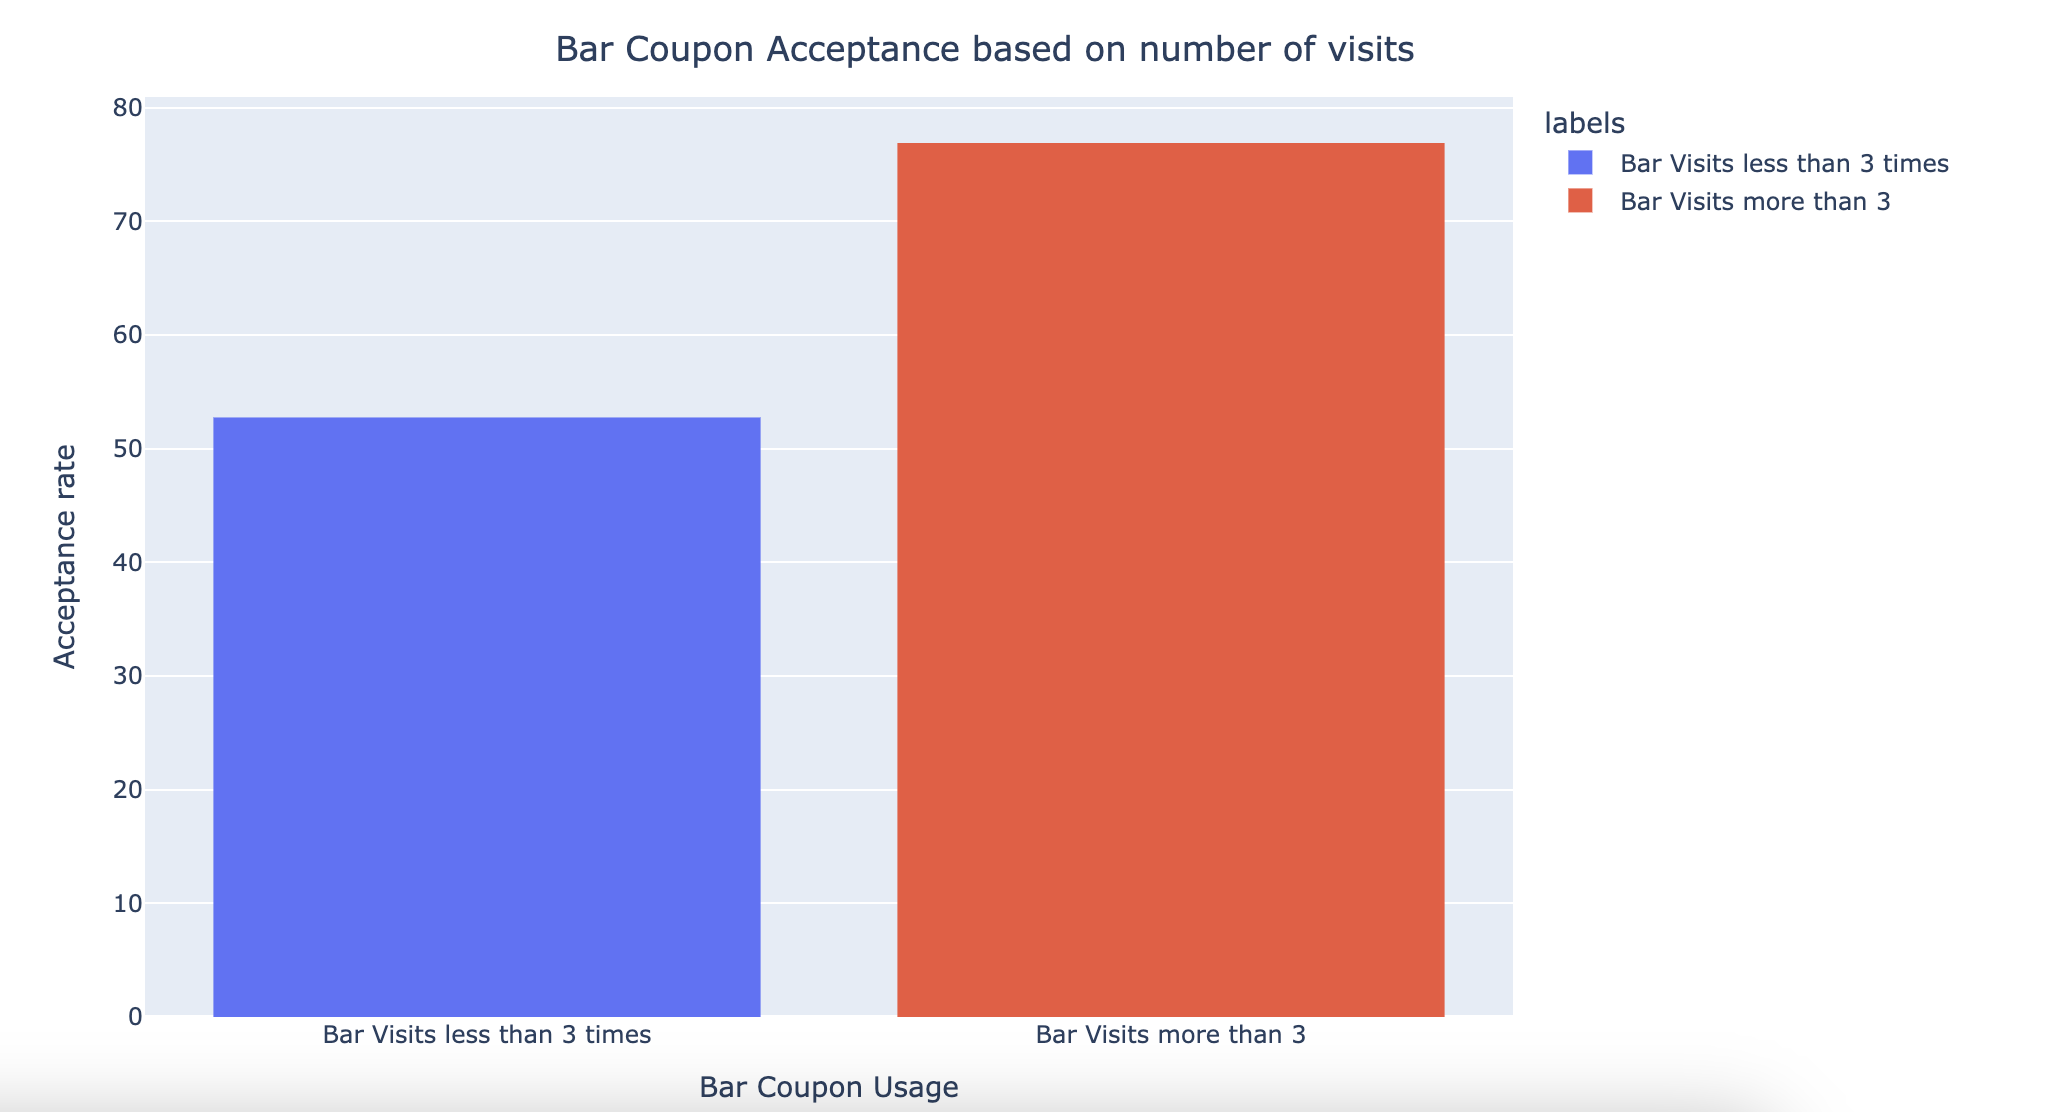 Bar Coupon Acceptance based on number of visits
80
70
60
50
40
30
20
10
0
Acceptance rate
Bar Visits less than 3 times
Bar Visits more than 3
Bar Coupon Usage
labels
Bar Visits less than 3 times
Bar Visits more than 3